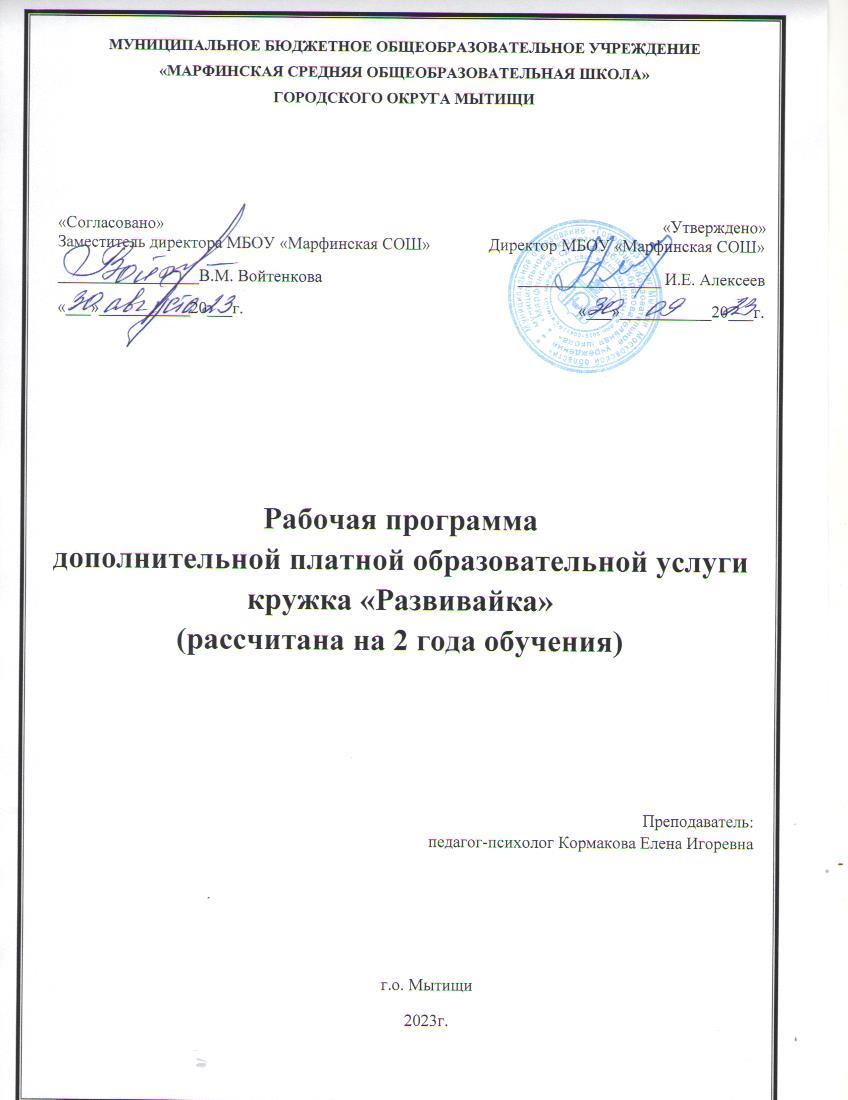 МУНИЦИПАЛЬНОЕ БЮДЖЕТНОЕ ОБЩЕОБРАЗОВАТЕЛЬНОЕ УЧРЕЖДЕНИЕ
«МАРФИНСКАЯ СРЕДНЯЯ ОБЩЕОБРАЗОВАТЕЛЬНАЯ ШКОЛА»
ГОРОДСКОГО ОКРУГА МЫТИЩИ
«Согласовано»
Заместитель директора МБОУ «Марфинская СОШ»
В.М. Войтенкова
«30» августа 2023г.
«Утверждено»
Директор МБОУ «Марфинская СОШ»
И.Е. Алексеев
«30» 09 2023г.
Рабочая программа
дополнительной платной образовательной услуги
кружка «Развивайка»
(рассчитана на 2 года обучения)
Преподаватель:
педагог-психолог Кормакова Елена Игоревна
г.о. Мытищи
2023г.